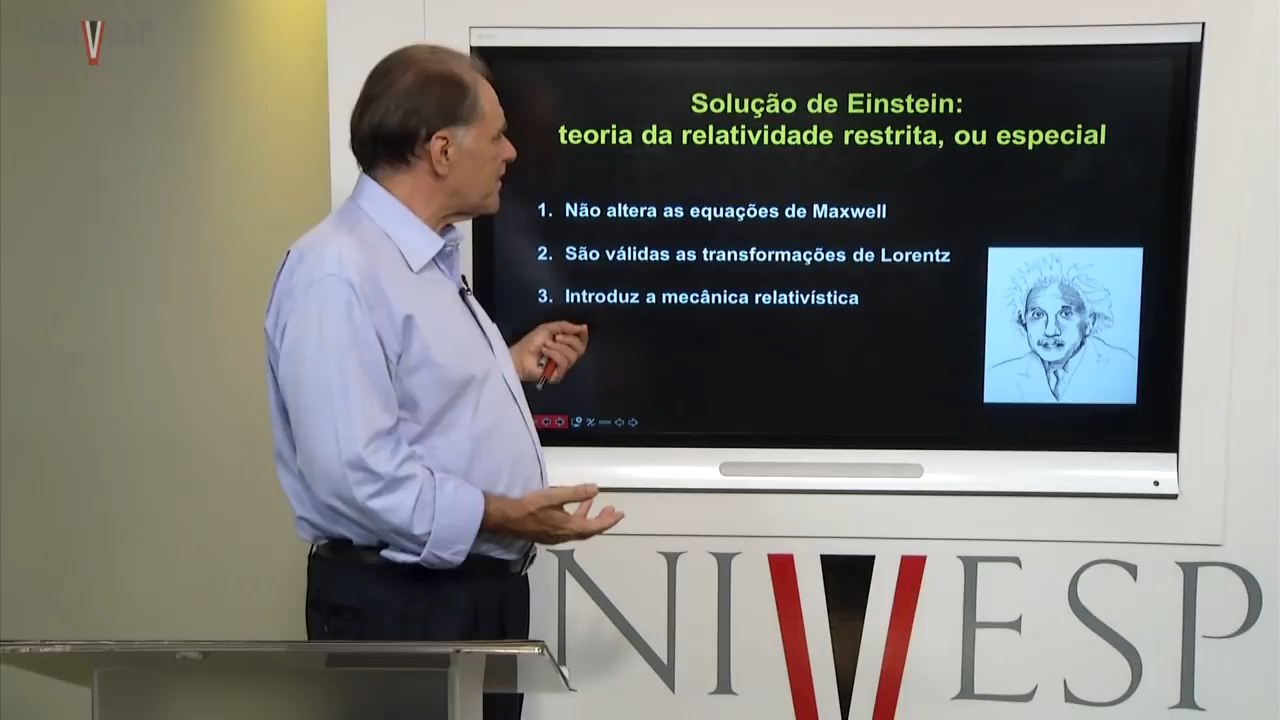 UNIVESP
Solução de Einstein:
teoria da relatividade restrita, ou especial
1. Não altera as equações de Maxwell
2. São válidas as transformações de Lorentz
3. Introduz a mecânica relativística
NIVESP